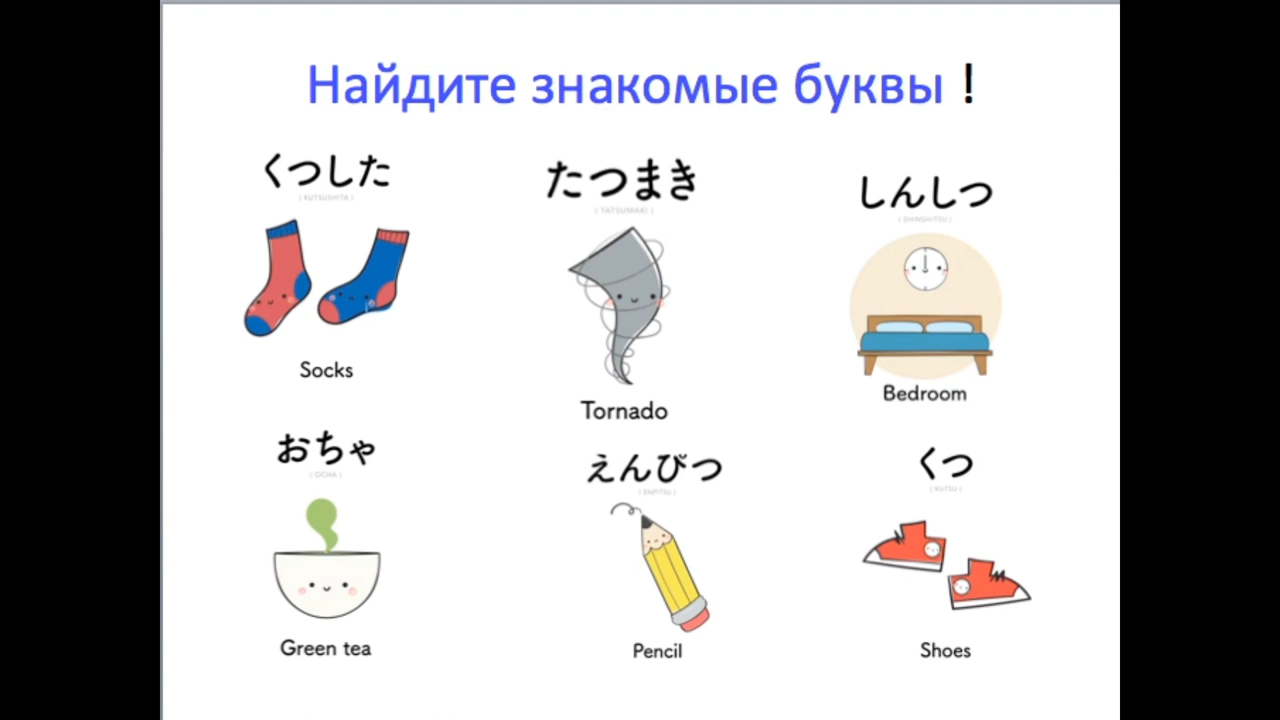 Найдите знакомые буквы !
くつした
( KUTSUSHITA )
Socks
たつまき
( TATSUMAKI )
Tornado
しんしつ
( SHINSHITSU )
Bedroom
おちゃ
( OCHA )
Green tea
えんぴつ
( ENPITSU )
Pencil
くつ
( KUTSU )
Shoes